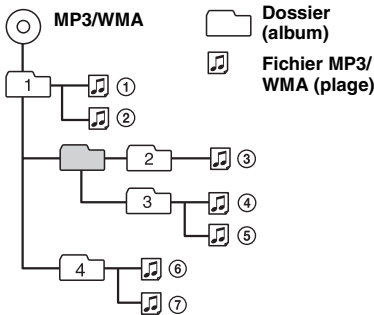 MP3/WMA
Dossier
(album)
Fichier MP3/
WMA (plage)
1
①
②
2
③
3
④
⑤
4
⑥
⑦